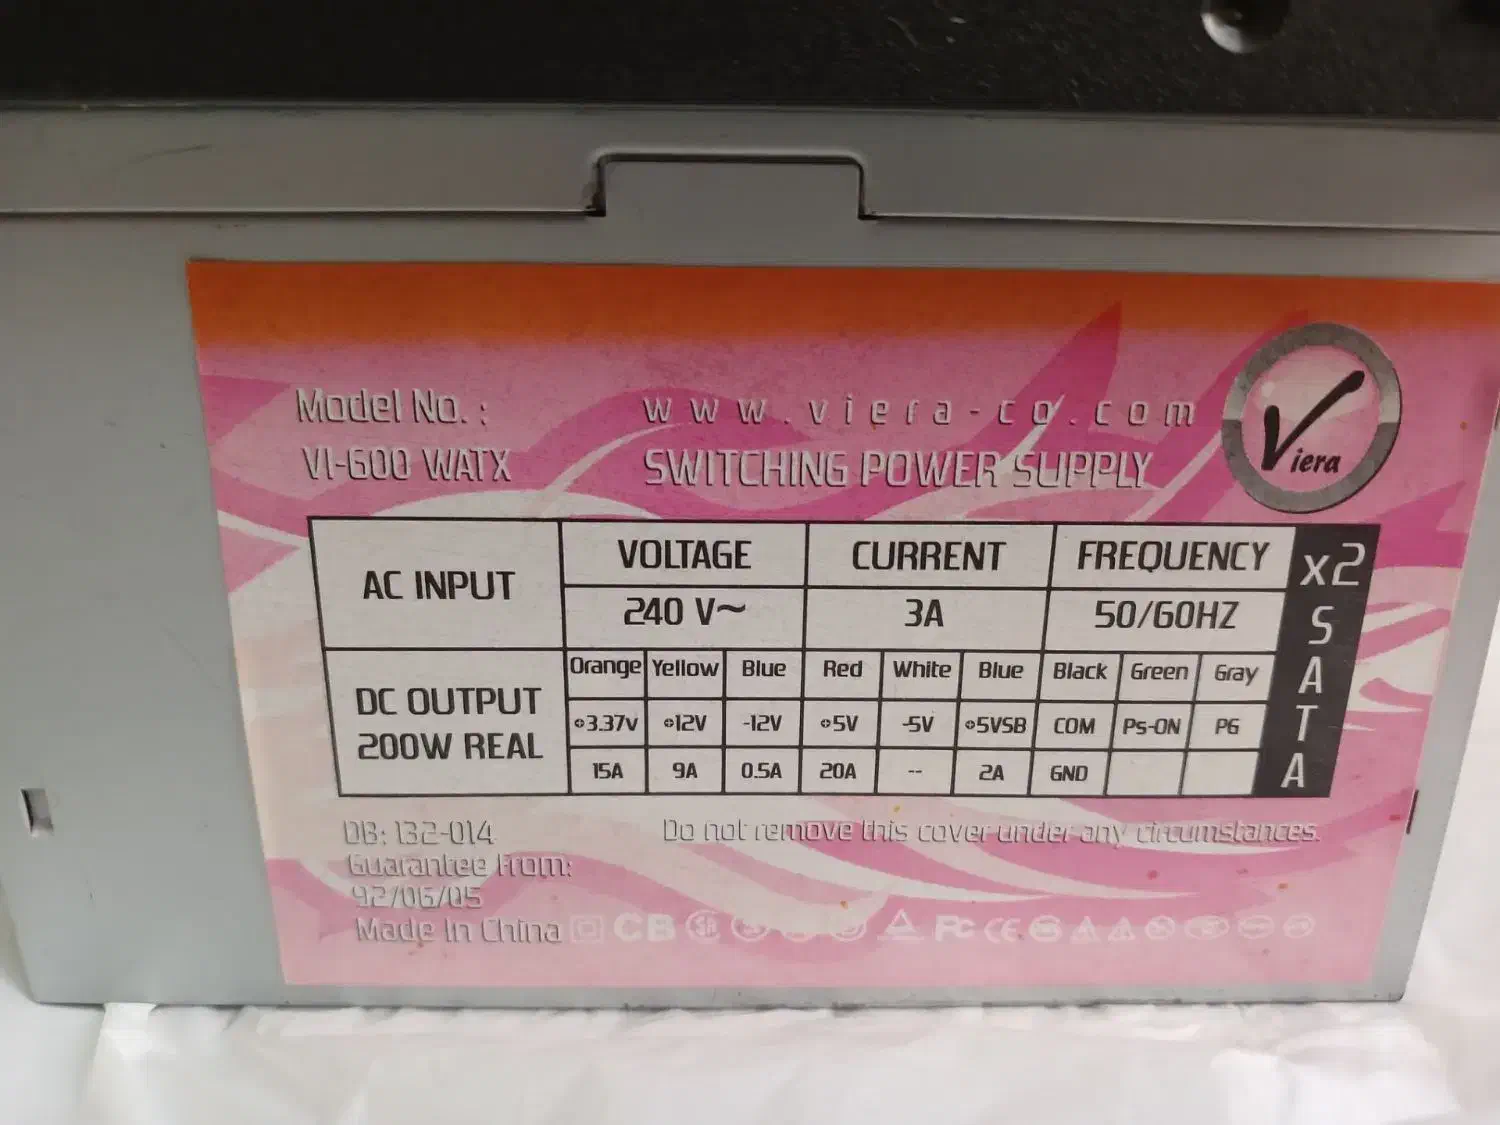 Model No. :
VI-600 WATX
www.viera-co.com
SWITCHING POWER SUPPLY
Viera
AC INPUT
VOLTAGE CURRENT FREQUENCY
240 V~ 3A 50/60HZ
DC OUTPUT
200W REAL
Orange Yellow Blue Red White Blue Black Green Gray
+3.37v +12V -12V +5V -5V +5VSB COM Ps-ON PG
15A 9A 0.5A 20A -- 2A GND
x2
SATA
DB: 132-014
Guarantee From:
92/06/05
Made In China
Do not remove this cover under any circumstances.
CB FC CE